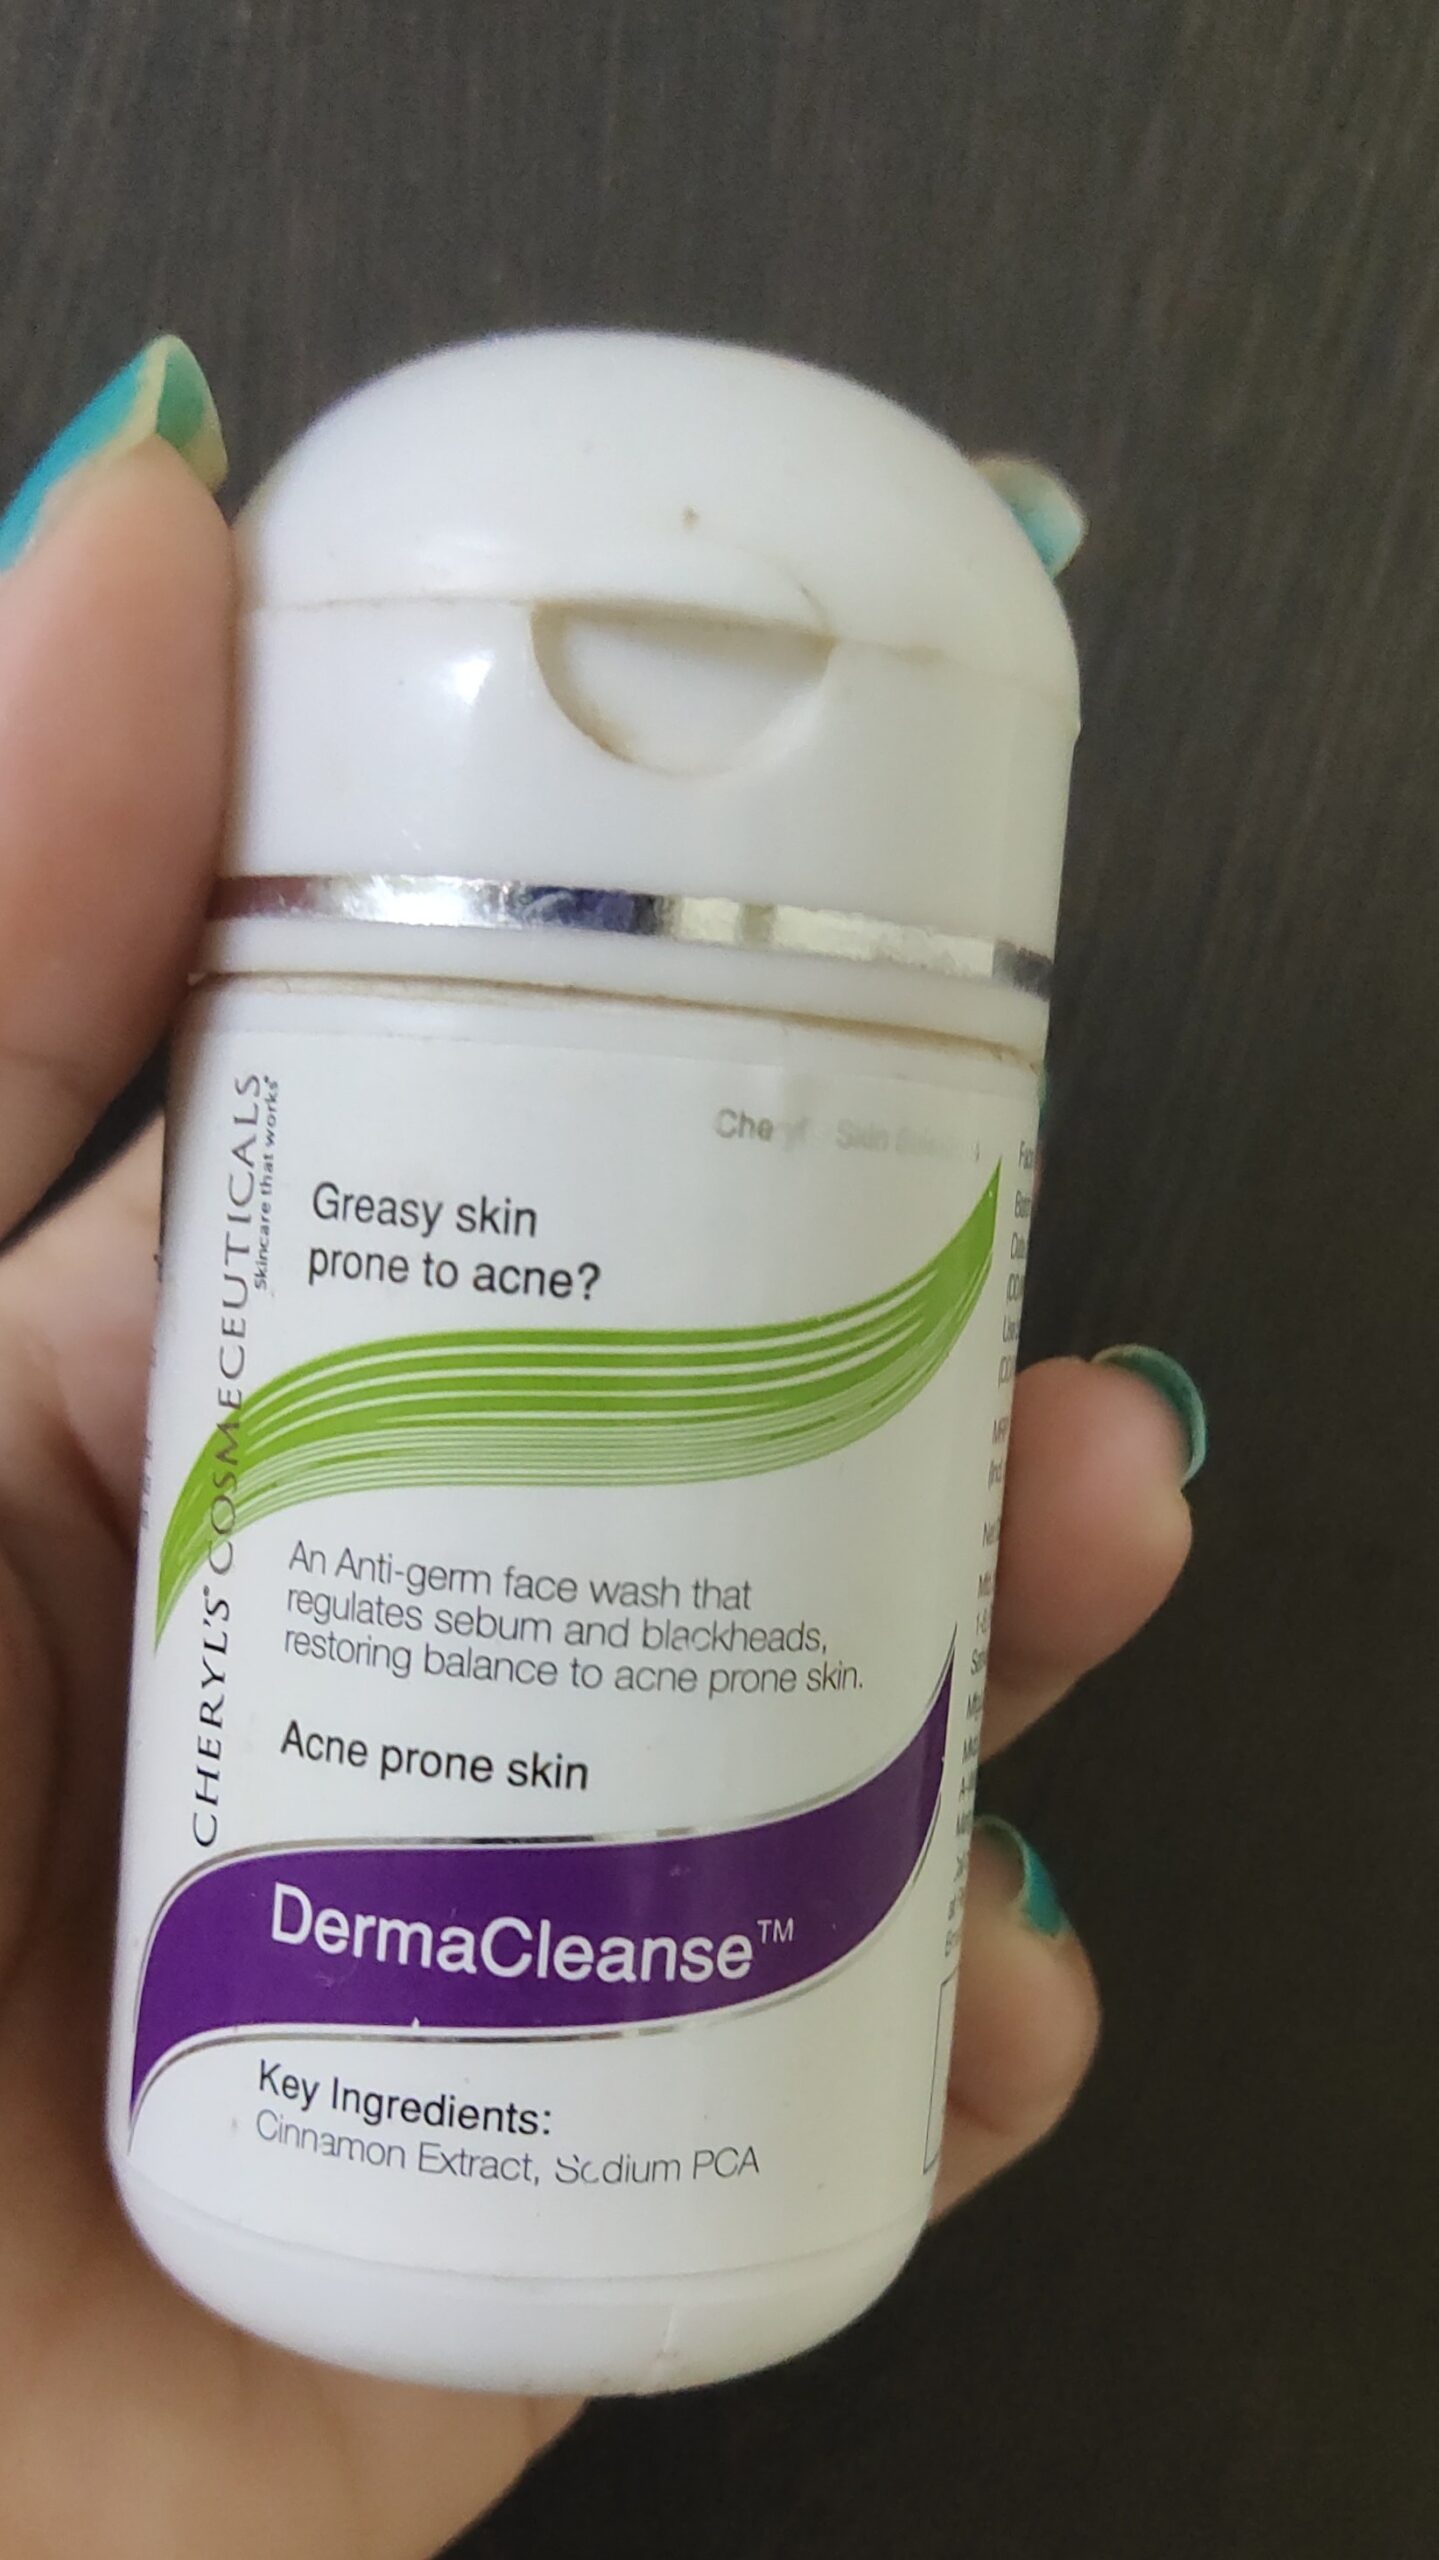 CHERYL'S® COSMECEUTICALS
Skincare that works®
Greasy skin
prone to acne?
An Anti-germ face wash that
regulates sebum and blackheads,
restoring balance to acne prone skin.
Acne prone skin
DermaCleanse™
Key Ingredients:
Cinnamon Extract, Sodium PCA